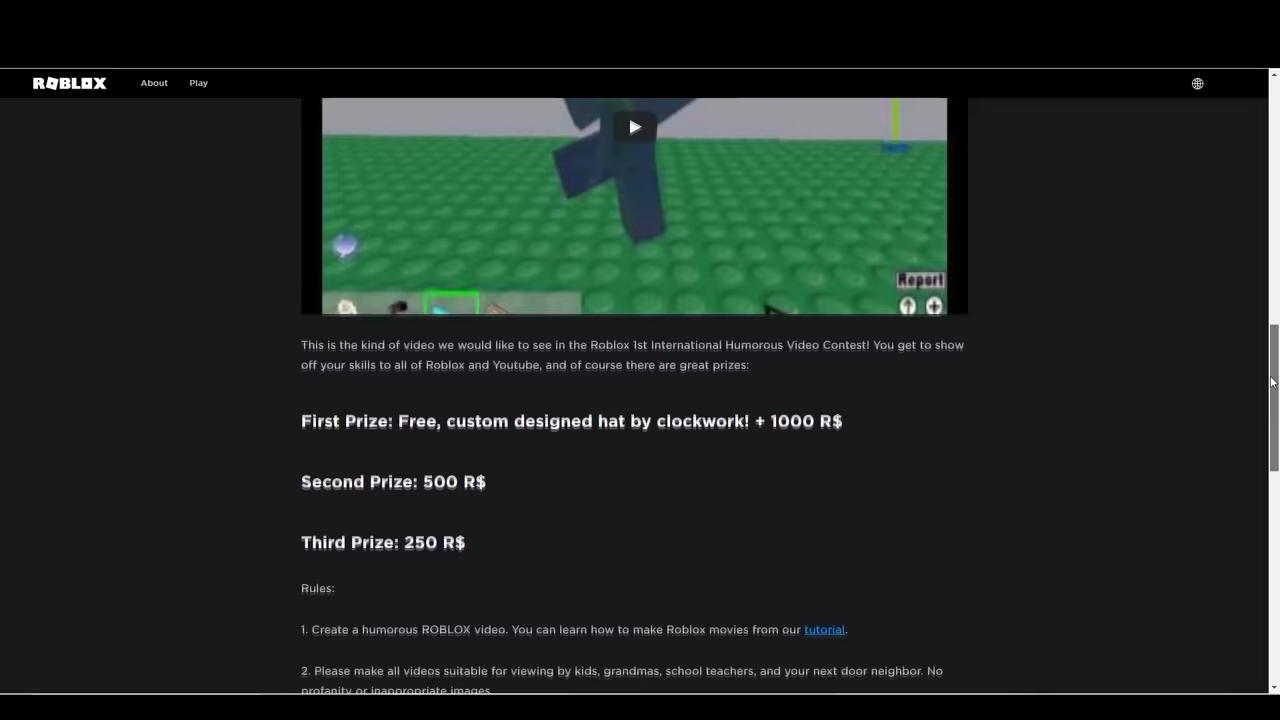 ROBLOX About Play
Report
This is the kind of video we would like to see in the Roblox 1st International Humorous Video Contest! You get to show
off your skills to all of Roblox and Youtube, and of course there are great prizes:
First Prize: Free, custom designed hat by clockwork! + 1000 R$
Second Prize: 500 R$
Third Prize: 250 R$
Rules:
1. Create a humorous ROBLOX video. You can learn how to make Roblox movies from our tutorial.
2. Please make all videos suitable for viewing by kids, grandmas, school teachers, and your next door neighbor. No
profanity or inappropriate images